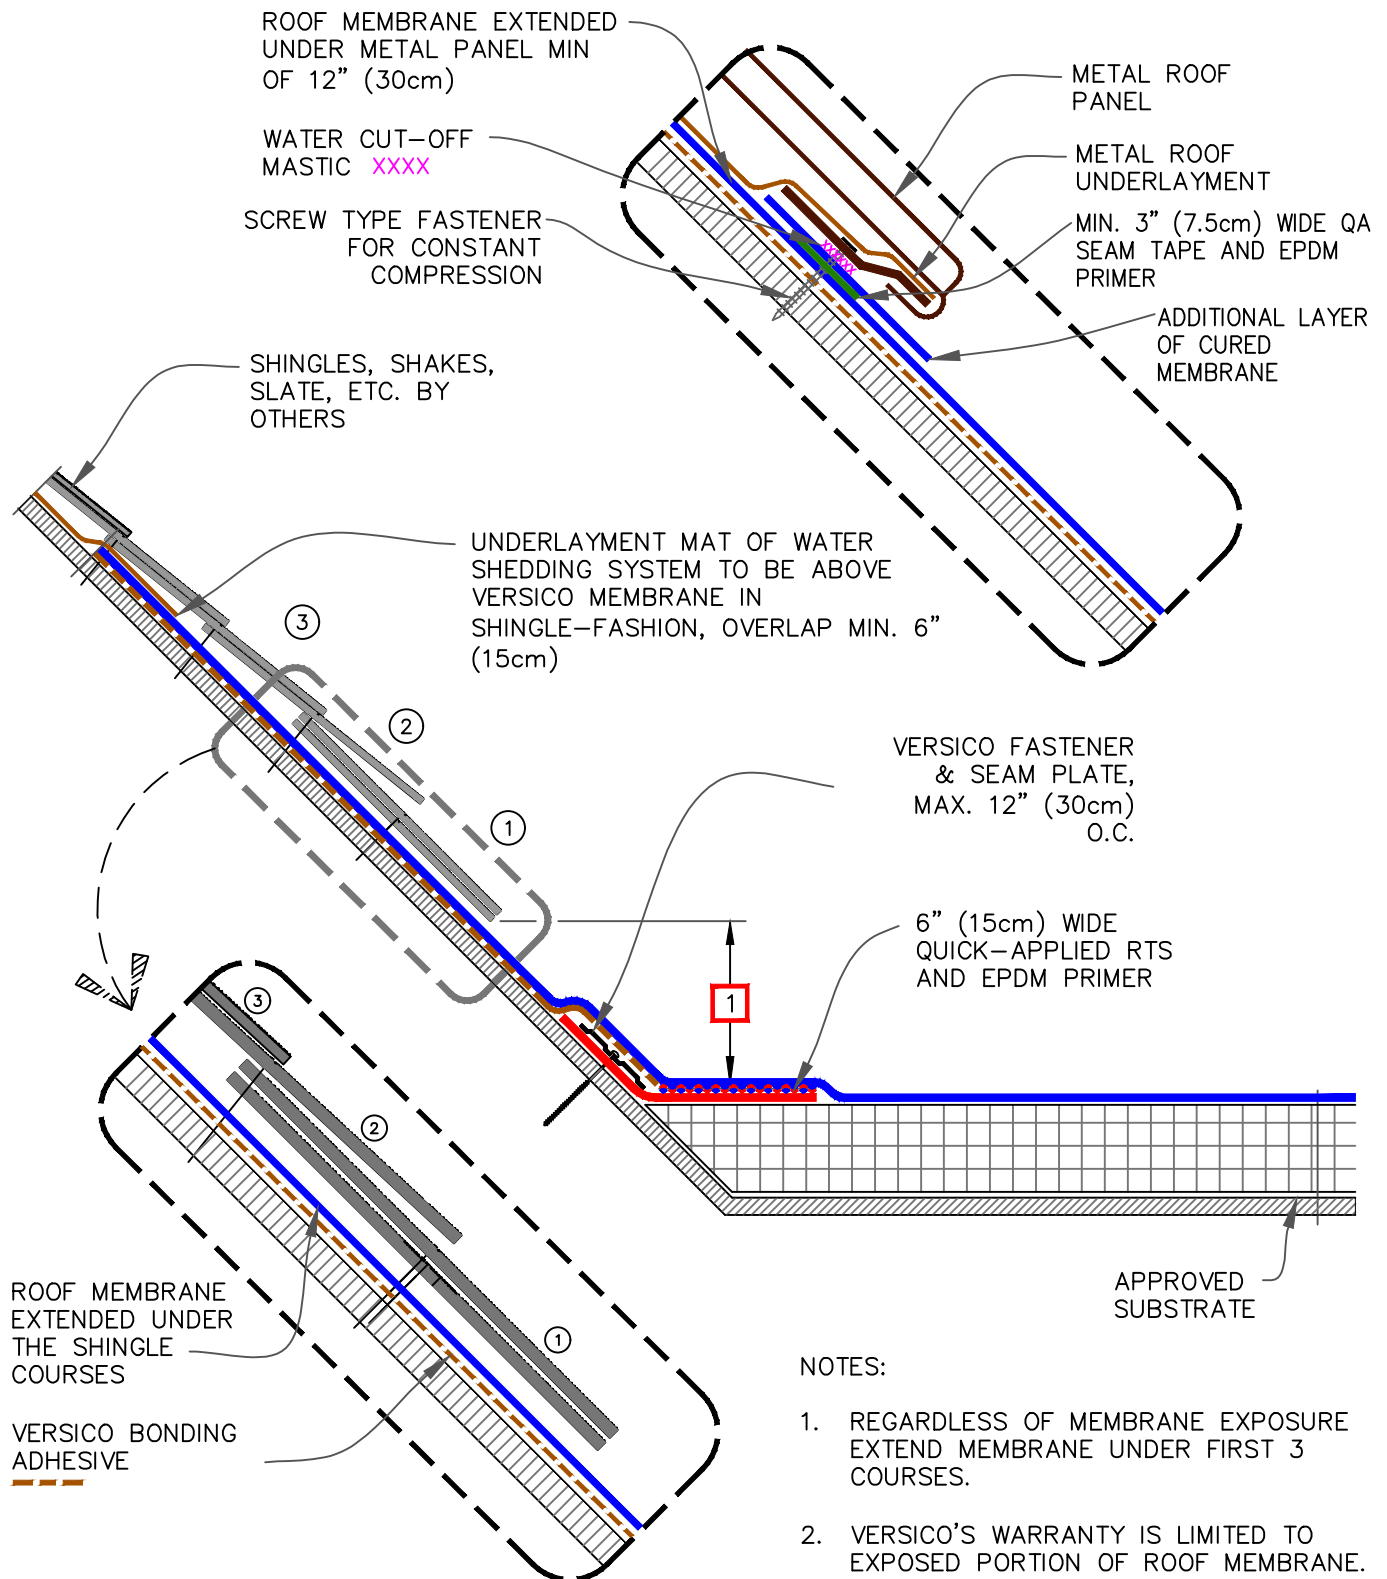 ROOF MEMBRANE EXTENDED
UNDER METAL PANEL MIN
OF 12" (30cm)
WATER CUT-OFF
MASTIC XXXX
SCREW TYPE FASTENER
FOR CONSTANT
COMPRESSION
METAL ROOF
PANEL
METAL ROOF
UNDERLAYMENT
MIN. 3" (7.5cm) WIDE QA
SEAM TAPE AND EPDM
PRIMER
ADDITIONAL LAYER
OF CURED
MEMBRANE
XXXXX
SHINGLES, SHAKES,
SLATE, ETC. BY
OTHERS
UNDERLAYMENT MAT OF WATER
SHEDDING SYSTEM TO BE ABOVE
VERSICO MEMBRANE IN
SHINGLE-FASHION, OVERLAP MIN. 6"
(15cm)
3
2
1
VERSICO FASTENER
& SEAM PLATE,
MAX. 12" (30cm)
O.C.
6" (15cm) WIDE
QUICK-APPLIED RTS
AND EPDM PRIMER
1
3
2
1
APPROVED
SUBSTRATE
ROOF MEMBRANE
EXTENDED UNDER
THE SHINGLE
COURSES
VERSICO BONDING
ADHESIVE
NOTES:
1. REGARDLESS OF MEMBRANE EXPOSURE
EXTEND MEMBRANE UNDER FIRST 3
COURSES.
2. VERSICO'S WARRANTY IS LIMITED TO
EXPOSED PORTION OF ROOF MEMBRANE.